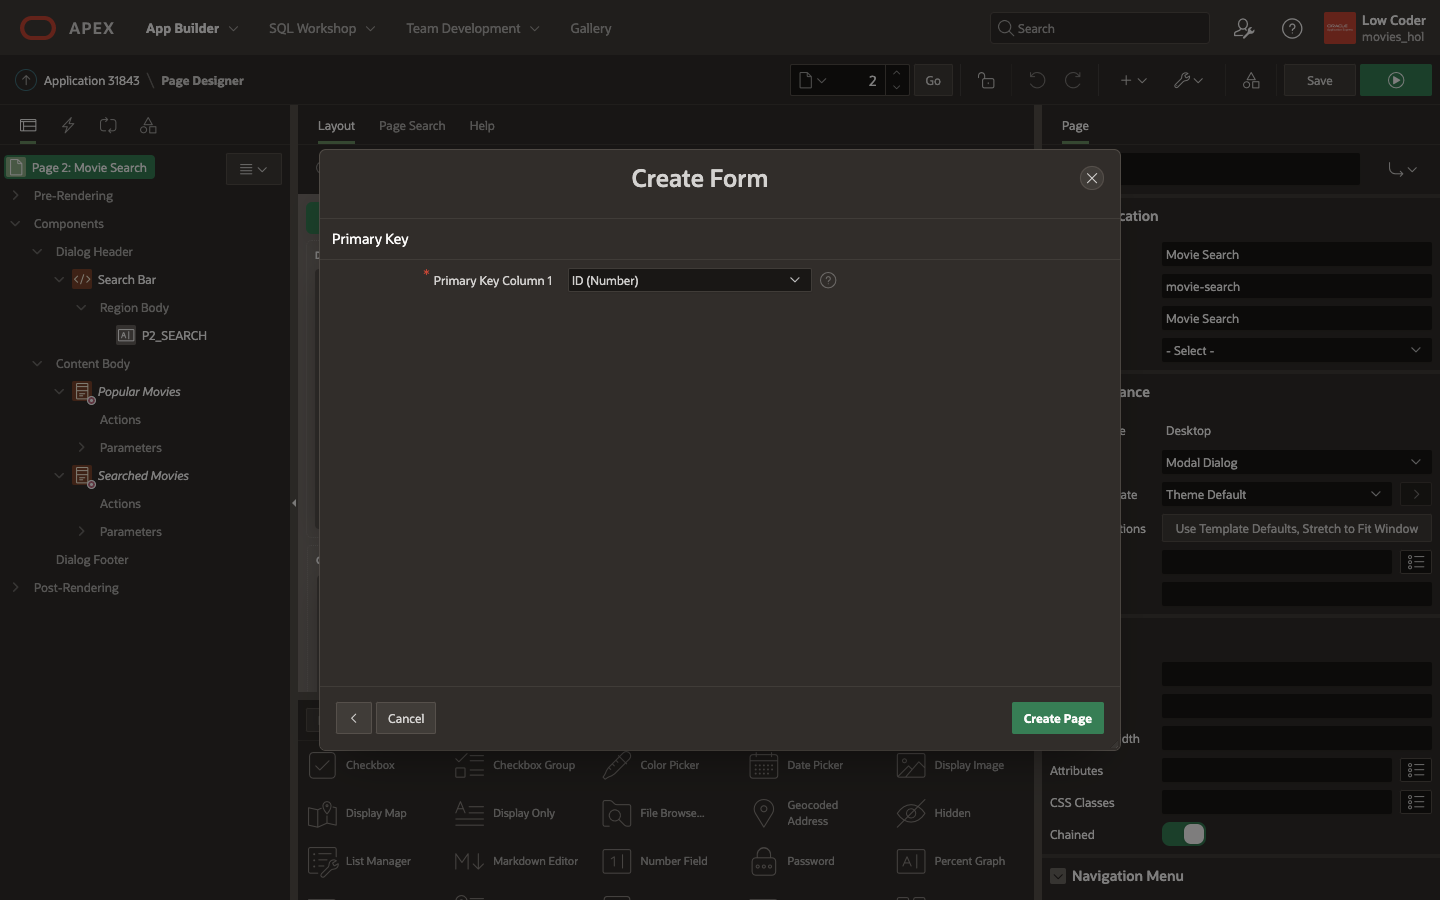 APEX
App Builder
SQL Workshop
Team Development
Gallery
Search
Low Coder
movies_hol
Application 31843 \ Page Designer
2
Go
Save
Layout
Page Search
Help
Page
Page 2: Movie Search
Pre-Rendering
Components
Dialog Header
Search Bar
Region Body
P2_SEARCH
Content Body
Popular Movies
Actions
Parameters
Searched Movies
Actions
Parameters
Dialog Footer
Post-Rendering
Create Form
Primary Key
* Primary Key Column 1
ID (Number)
Cancel
Create Page
Movie Search
movie-search
Movie Search
- Select -
Desktop
Modal Dialog
Theme Default
Use Template Defaults, Stretch to Fit Window
Attributes
CSS Classes
Chained
Navigation Menu
Checkbox
Checkbox Group
Color Picker
Date Picker
Display Image
Display Map
Display Only
File Browse...
Geocoded
Address
Hidden
List Manager
Markdown Editor
Number Field
Password
Percent Graph